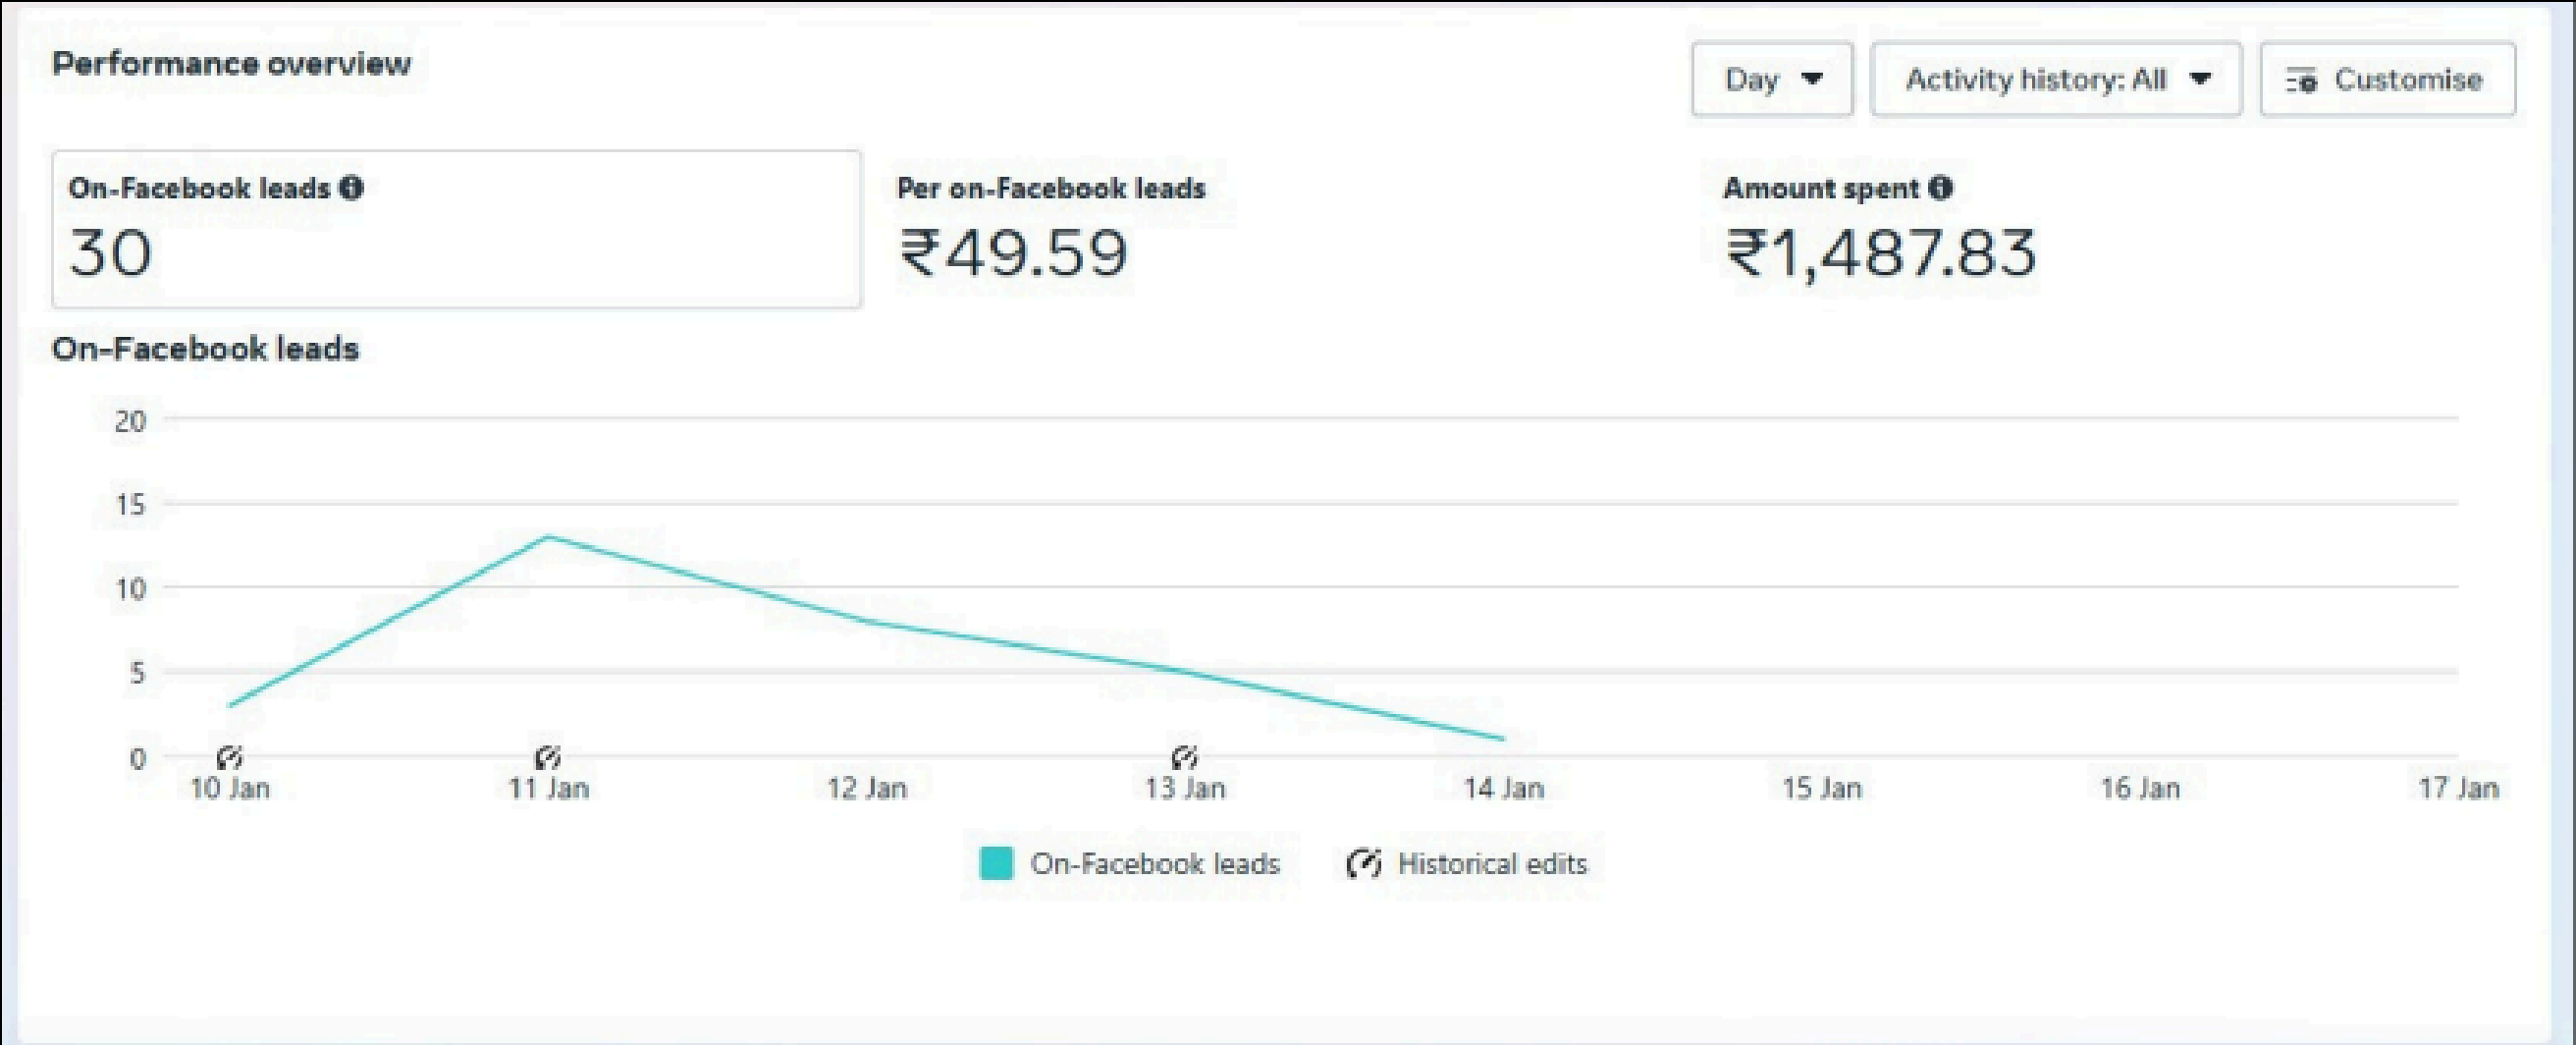 Performance overview
Day
Activity history: All
Customise
On-Facebook leads
30
Per on-Facebook leads
₹49.59
Amount spent
₹1,487.83
On-Facebook leads
20
15
10
5
0
10 Jan 11 Jan 12 Jan 13 Jan 14 Jan 15 Jan 16 Jan 17 Jan
On-Facebook leads Historical edits